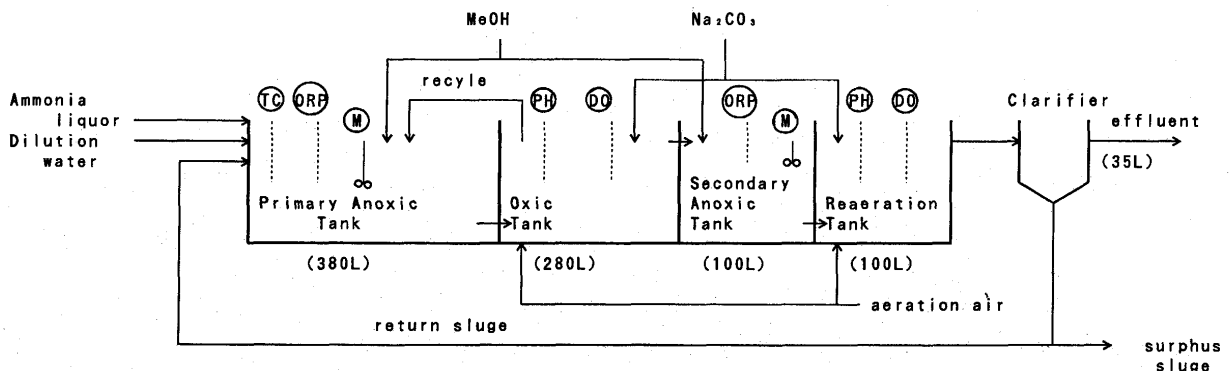 MeOH
Na₂CO₃
recyle
Ammonia
liquor
Dilution
water
TC
ORP
M
PH
DO
ORP
M
PH
DO
Clarifier
effluent
(35L)
Primary Anoxic
Tank
Oxic
Tank
Secondary
Anoxic
Tank
Reaeration
Tank
(380L)
(280L)
(100L)
(100L)
aeration air
return sluge
surphus
sluge